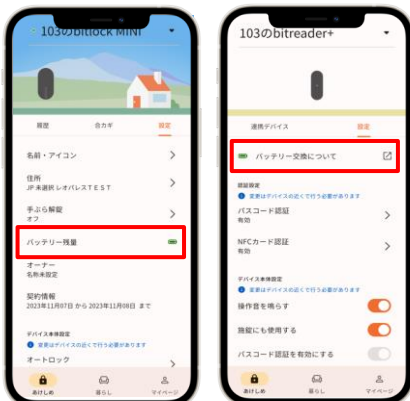 103のbitlock MINI
履歴
合カギ
設定
名前・アイコン
住所
JP 未選択 レオパレスTEST
手ぶら解錠
オフ
バッテリー残量
オーナー
名称未設定
契約情報
2023年11月07日 から 2023年11月08日 まで
デバイス本体設定
変更はデバイスの近くで行う必要があります
オートロック
あけしめ
暮らし
マイページ
103のbitreader+
連携デバイス
設定
バッテリー交換について
認証設定
変更はデバイスの近くで行う必要があります
パスコード認証
有効
NFCカード認証
有効
デバイス本体設定
変更はデバイスの近くで行う必要があります
操作音を鳴らす
施錠にも使用する
パスコード認証を有効にする
あけしめ
暮らし
マイページ